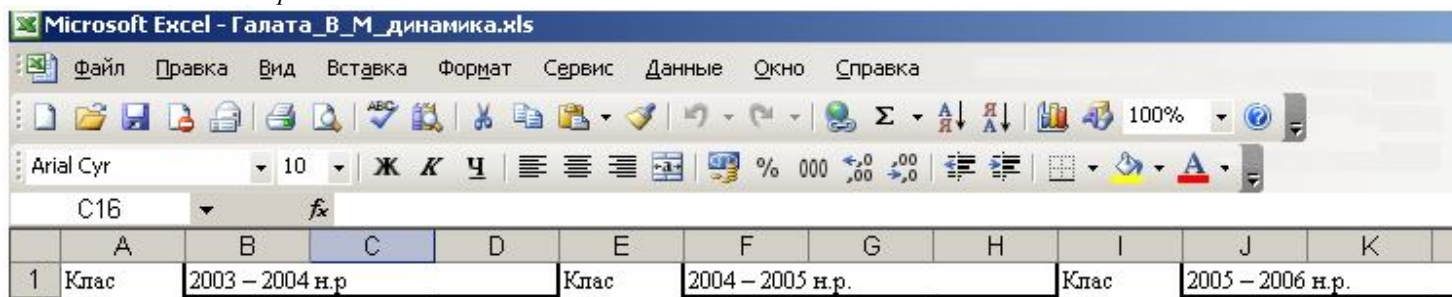 Microsoft Excel - Галата_В_М_динамика.xls
Файл Правка Вид Вставка Формат Сервис Данные Окно Справка
100%
Arial Cyr 10 Ж К Ч % 000
C16 fx
A B C D E F G H I J K
1 Клас 2003 – 2004 н.р Клас 2004 – 2005 н.р. Клас 2005 – 2006 н.р.